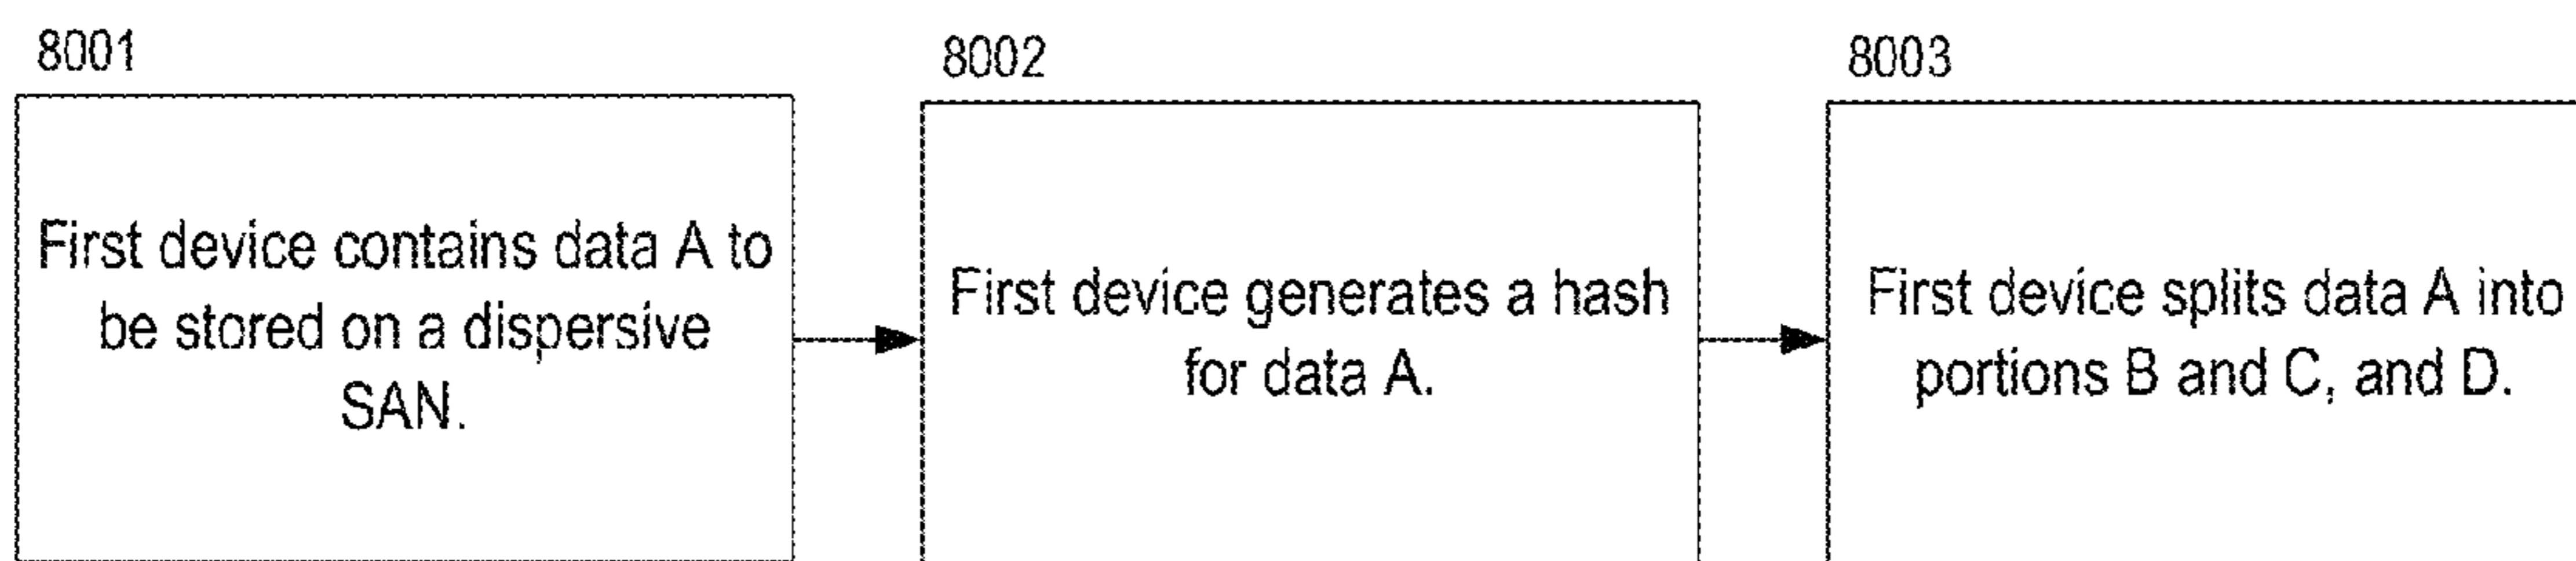 8001
First device contains data A to
be stored on a dispersive
SAN.
8002
First device generates a hash
for data A.
8003
First device splits data A into
portions B and C, and D.